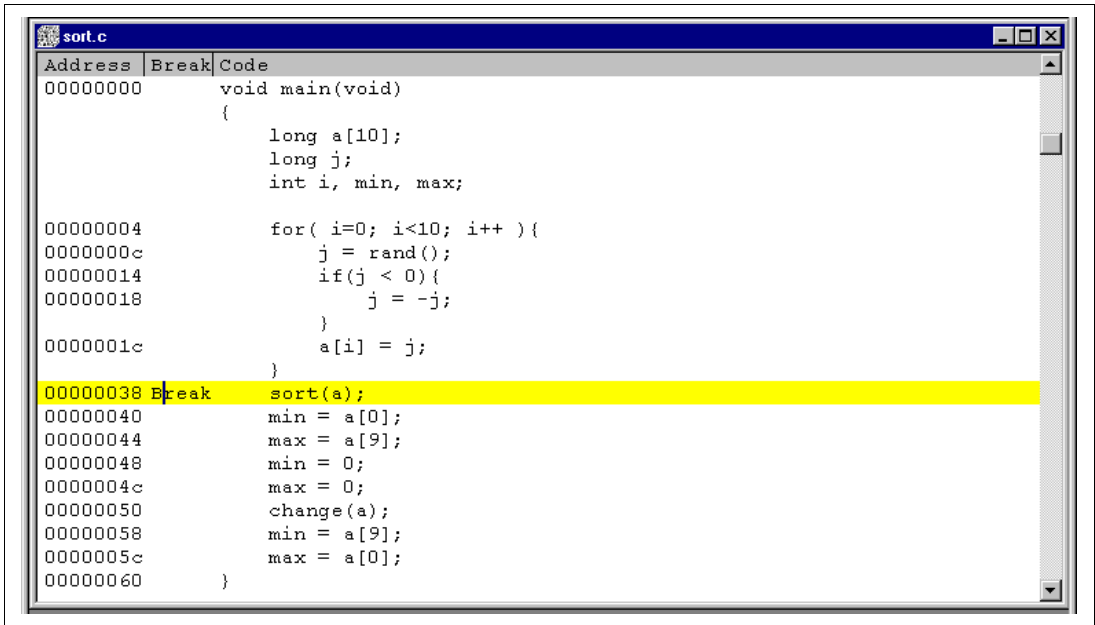 sort.c
Address Break Code
00000000 void main(void)
{
long a[10];
long j;
int i, min, max;
00000004 for( i=0; i<10; i++ ){
0000000c j = rand();
00000014 if(j < 0){
00000018 j = -j;
}
0000001c a[i] = j;
}
00000038 Break sort(a);
00000040 min = a[0];
00000044 max = a[9];
00000048 min = 0;
0000004c max = 0;
00000050 change(a);
00000058 min = a[9];
0000005c max = a[0];
00000060 }